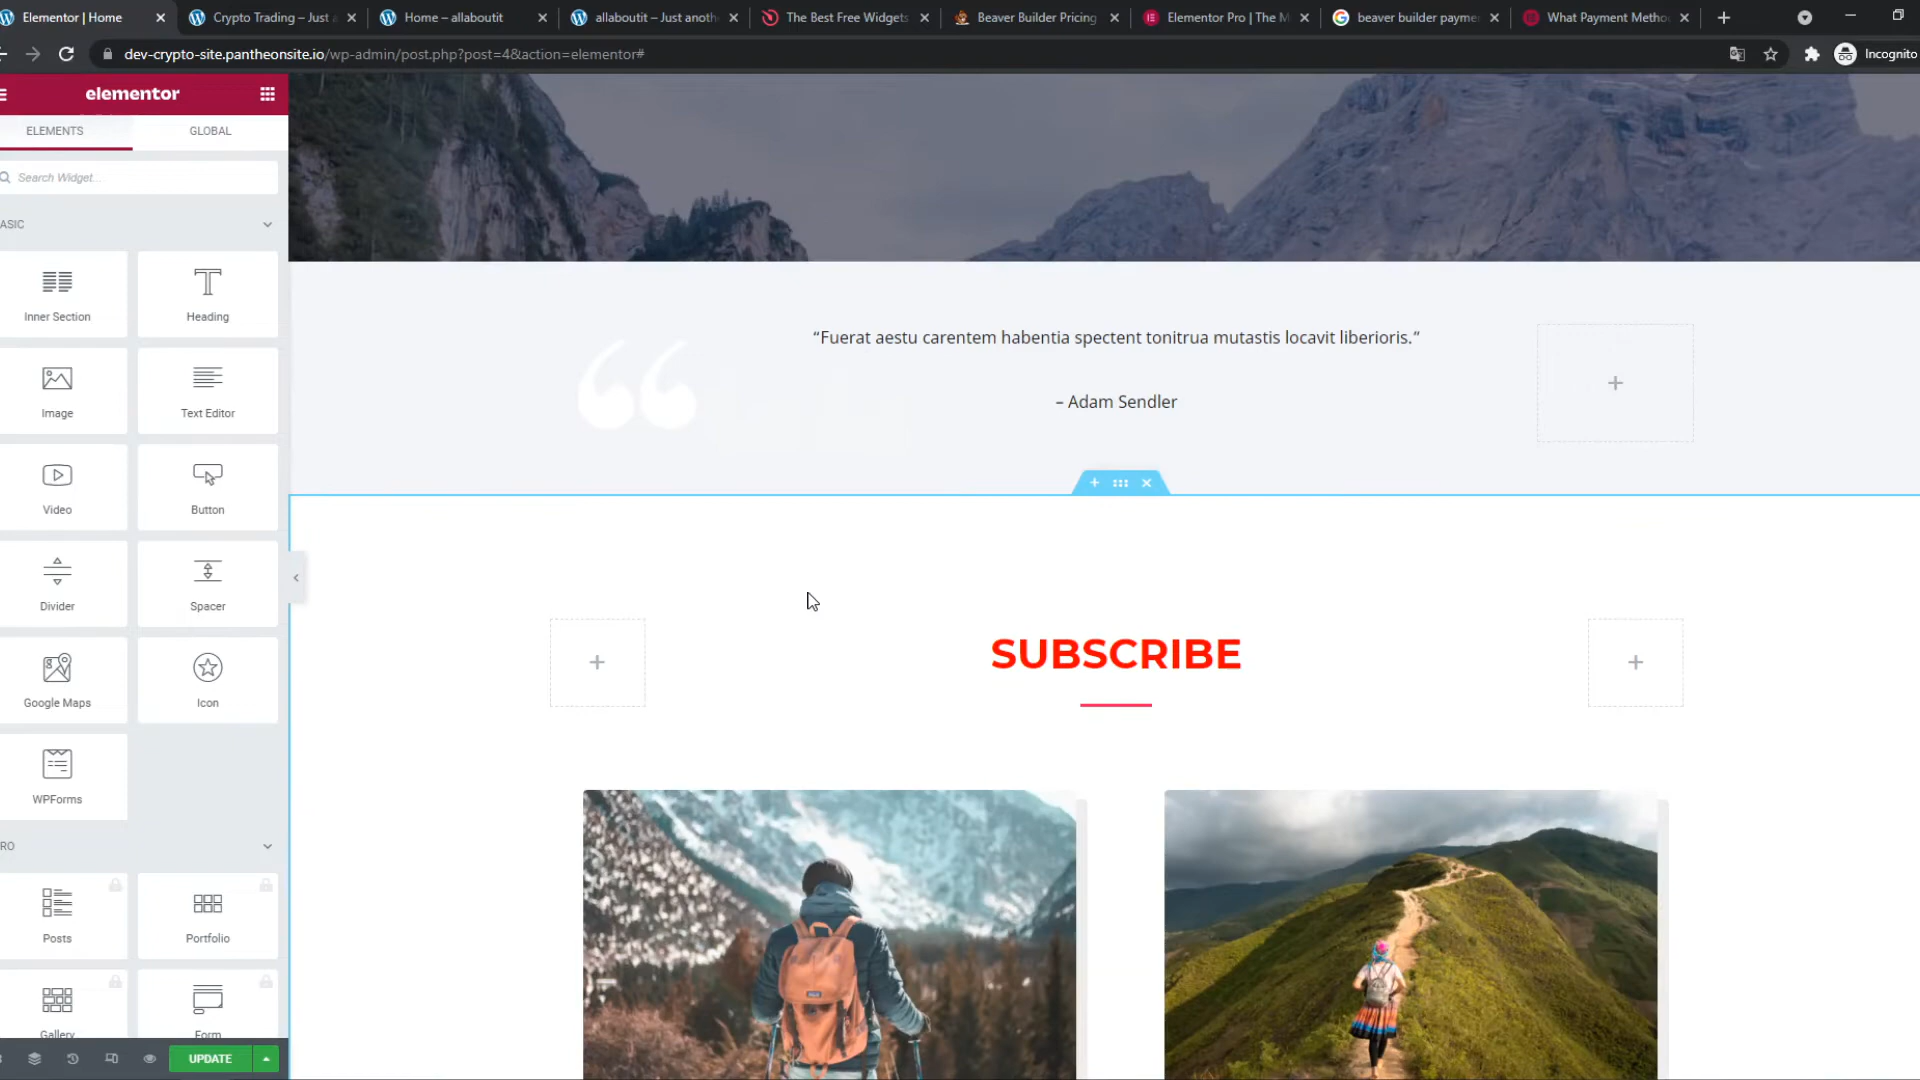 Elementor | Home
Crypto Trading – Just a
Home – allaboutit
allaboutit – Just anoth
The Best Free Widgets
Beaver Builder Pricing
Elementor Pro | The M
beaver builder payme
What Payment Metho
dev-crypto-site.pantheonsite.io/wp-admin/post.php?post=4&action=elementor#
Incognito
elementor
ELEMENTS
GLOBAL
Search Widget...
ASIC
Inner Section
Heading
Image
Text Editor
Video
Button
Divider
Spacer
Google Maps
Icon
WPForms
RO
Posts
Portfolio
Gallery
Form
UPDATE
“Fuerat aestu carentem habentia spectent tonitrua mutastis locavit liberioris.”
– Adam Sendler
SUBSCRIBE